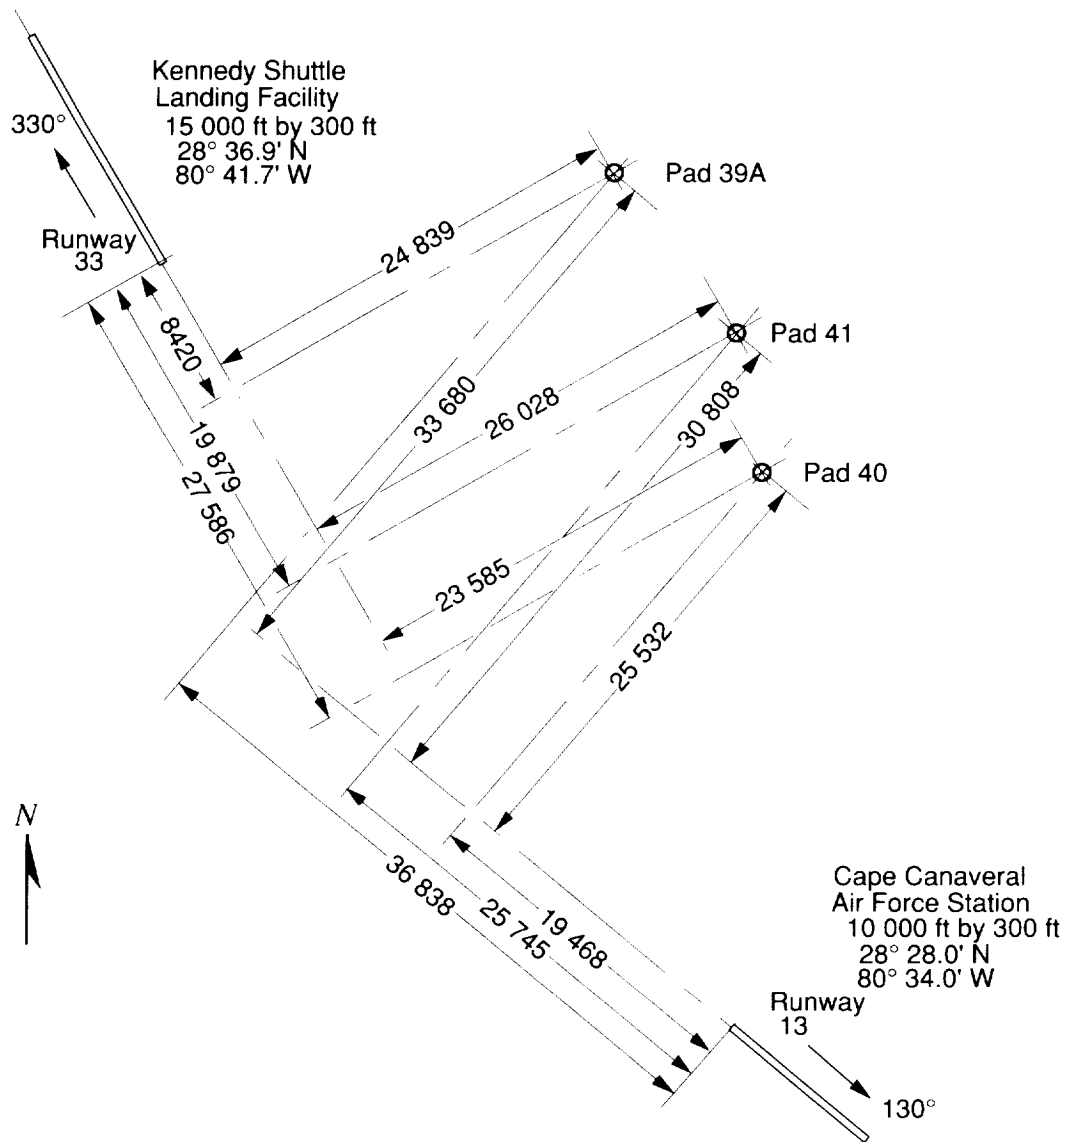 Kennedy Shuttle
Landing Facility
15 000 ft by 300 ft
28° 36.9' N
80° 41.7' W
330°
Runway
33
Pad 39A
24 839
8420
19 879
27 586
33 680
26 028
30 808
Pad 41
Pad 40
23 585
25 532
N
36 838
25 745
19 468
Cape Canaveral
Air Force Station
10 000 ft by 300 ft
28° 28.0' N
80° 34.0' W
Runway
13
130°